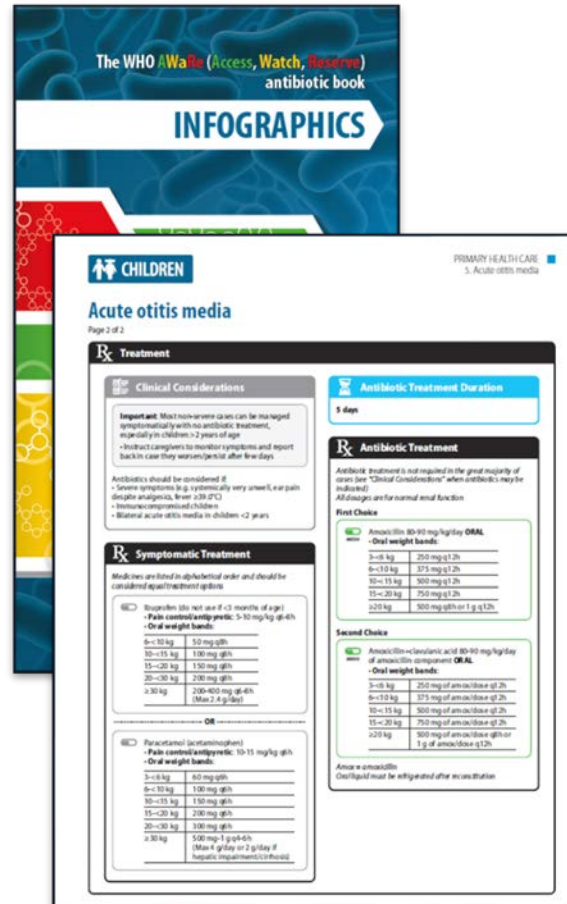 The WHO AWaRe (Access, Watch, Reserve)
antibiotic book
INFOGRAPHICS
CHILDREN
PRIMARY HEALTH CARE
5. Acute otitis media
Acute otitis media
Page 2 of 2
Rx Treatment
Clinical Considerations
Important: Most non-severe cases can be managed
symptomatically with no antibiotic treatment,
especially in children >2 years of age
• Instruct caregivers to monitor symptoms and report
back in case they worsen/persist after few days
Antibiotics should be considered if:
• Severe symptoms (e.g. systemically very unwell, ear pain
despite analgesics, fever ≥39.0°C)
• Immunocompromised children
• Bilateral acute otitis media in children <2 years
Rx Symptomatic Treatment
Medicines are listed in alphabetical order and should be
considered equal treatment options
Ibuprofen (do not use if <3 months of age)
• Pain control/antipyretic: 5-10 mg/kg q6-8h
• Oral weight bands:
6-<10 kg 50 mg q8h
10-<15 kg 100 mg q8h
15-<20 kg 150 mg q8h
20-<30 kg 200 mg q8h
≥30 kg 200-400 mg q6-8h
(Max 2.4 g/day)
OR
Paracetamol (acetaminophen)
• Pain control/antipyretic: 10-15 mg/kg q6h
• Oral weight bands:
3-<6 kg 60 mg q6h
6-<10 kg 100 mg q6h
10-<15 kg 150 mg q6h
15-<20 kg 200 mg q6h
20-<30 kg 300 mg q6h
≥30 kg 500 mg-1 g q4-6h
(Max 4 g/day or 2 g/day if
hepatic impairment/cirrhosis)
Antibiotic Treatment Duration
5 days
Rx Antibiotic Treatment
Antibiotic treatment is not required in the great majority of
cases (see "Clinical Considerations" when antibiotics may be
indicated)
All dosages are for normal renal function
First Choice
Amoxicillin 80-90 mg/kg/day ORAL
• Oral weight bands:
3-<6 kg 250 mg q12h
6-<10 kg 375 mg q12h
10-<15 kg 500 mg q12h
15-<20 kg 750 mg q12h
≥20 kg 500 mg q8h or 1 g q12h
Second Choice
Amoxicillin+clavulanic acid 80-90 mg/kg/day
of amoxicillin component ORAL
• Oral weight bands:
3-<6 kg 250 mg of amox/dose q12h
6-<10 kg 375 mg of amox/dose q12h
10-<15 kg 500 mg of amox/dose q12h
15-<20 kg 750 mg of amox/dose q12h
≥20 kg 500 mg of amox/dose q8h or
1 g of amox/dose q12h
Amox = amoxicillin
Oral liquid must be refrigerated after reconstitution